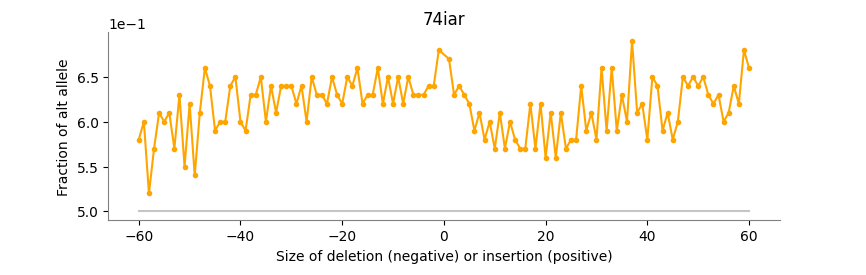 74iar
1e−1
Fraction of alt allele
6.5
6.0
5.5
5.0
−60 −40 −20 0 20 40 60
Size of deletion (negative) or insertion (positive)